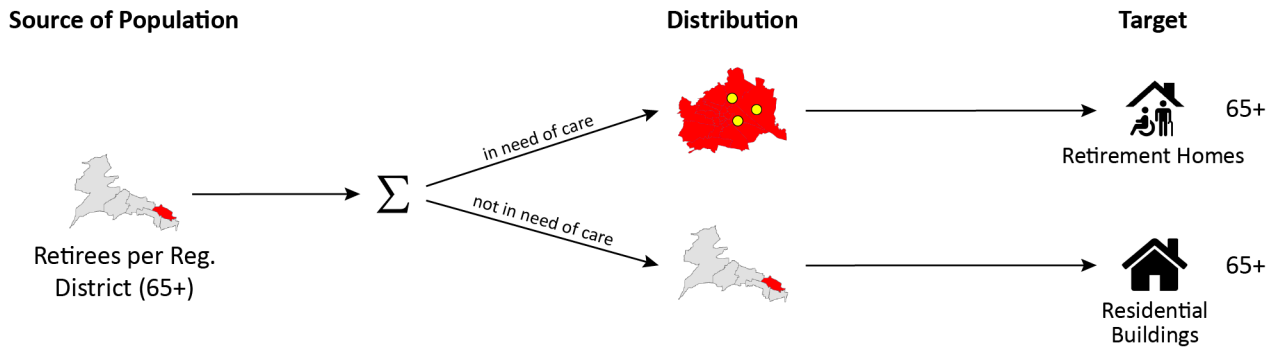 Source of Population
Distribution
Target
in need of care
65+
Retirement Homes
Σ
not in need of care
65+
Retirees per Reg.
District (65+)
Residential
Buildings